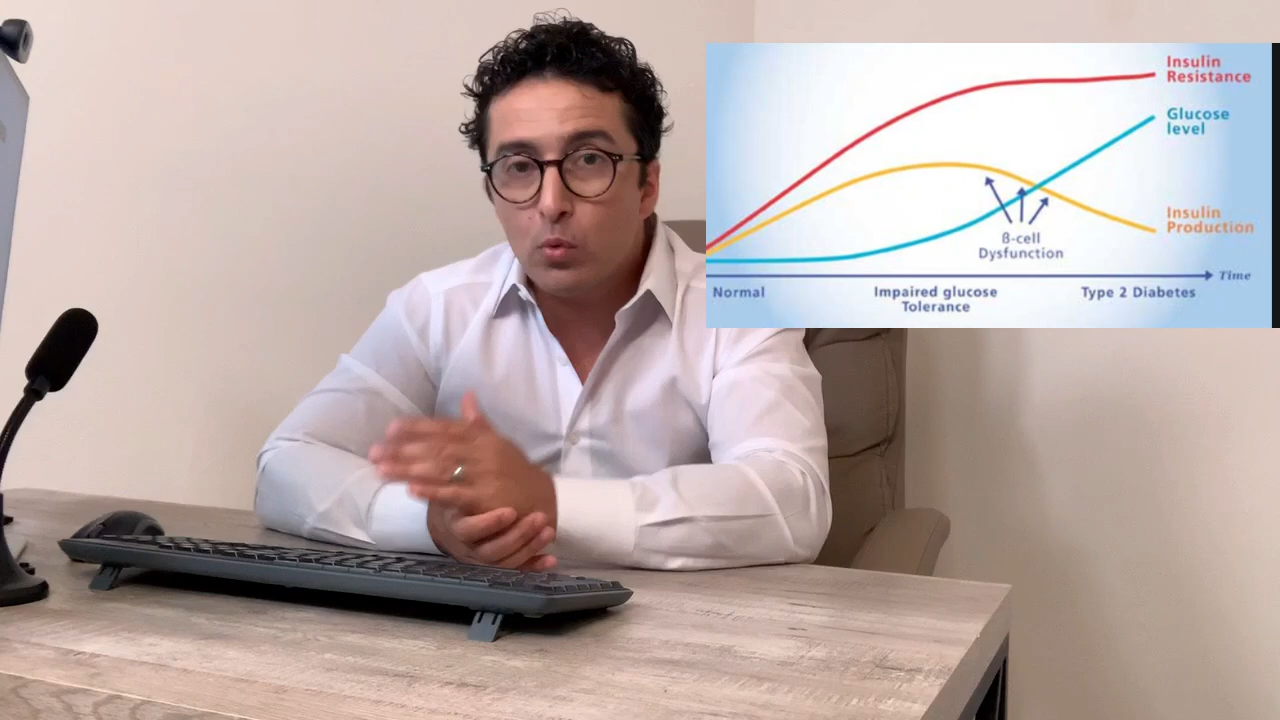 Insulin
Resistance
Glucose
level
Insulin
Production
ß-cell
Dysfunction
Time
Normal
Impaired glucose
Tolerance
Type 2 Diabetes